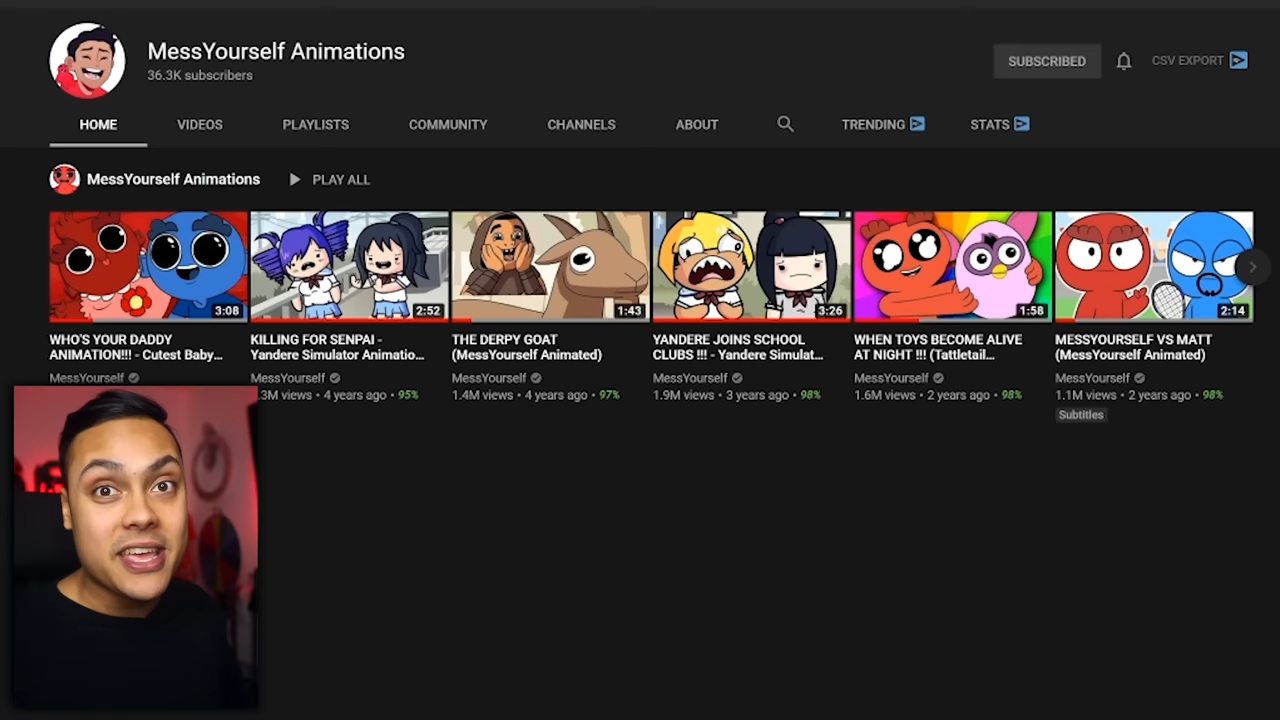 MessYourself Animations
36.3K subscribers
SUBSCRIBED
CSV EXPORT
HOME
VIDEOS
PLAYLISTS
COMMUNITY
CHANNELS
ABOUT
TRENDING
STATS
MessYourself Animations
PLAY ALL
3:08
2:52
1:43
3:26
1:58
2:14
WHO'S YOUR DADDY
ANIMATION!!! - Cutest Baby...
MessYourself
KILLING FOR SENPAI -
Yandere Simulator Animatio...
MessYourself
.3M views • 4 years ago • 95%
THE DERPY GOAT
(MessYourself Animated)
MessYourself
1.4M views • 4 years ago • 97%
YANDERE JOINS SCHOOL
CLUBS !!! - Yandere Simulat...
MessYourself
1.9M views • 3 years ago • 98%
WHEN TOYS BECOME ALIVE
AT NIGHT !!! (Tattletail...
MessYourself
1.6M views • 2 years ago • 98%
MESSYOURSELF VS MATT
(MessYourself Animated)
MessYourself
1.1M views • 2 years ago • 98%
Subtitles